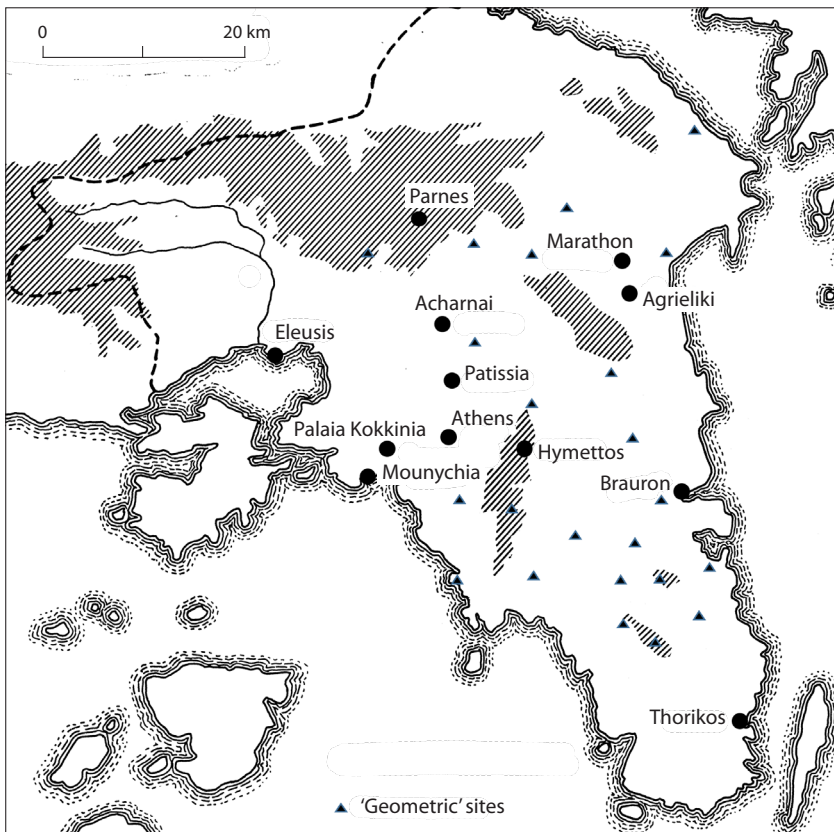 0 20 km
Parnes
Marathon
Agrieliki
Acharnai
Eleusis
Patissia
Athens
Palaia Kokkinia
Hymettos
Mounychia
Brauron
Thorikos
'Geometric' sites